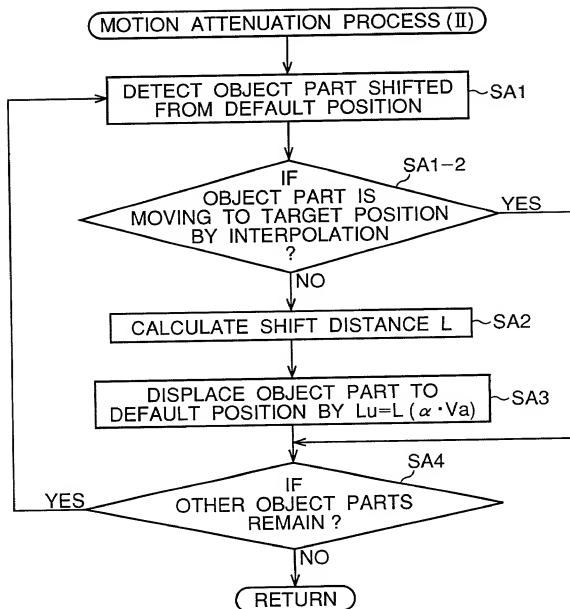 MOTION ATTENUATION PROCESS (II)
DETECT OBJECT PART SHIFTED
FROM DEFAULT POSITION
SA1
SA1-2
IF
OBJECT PART IS
MOVING TO TARGET POSITION
BY INTERPOLATION
?
YES
NO
CALCULATE SHIFT DISTANCE L
SA2
DISPLACE OBJECT PART TO
DEFAULT POSITION BY Lu=L (α・Va)
SA3
SA4
YES
IF
OTHER OBJECT PARTS
REMAIN ?
NO
RETURN